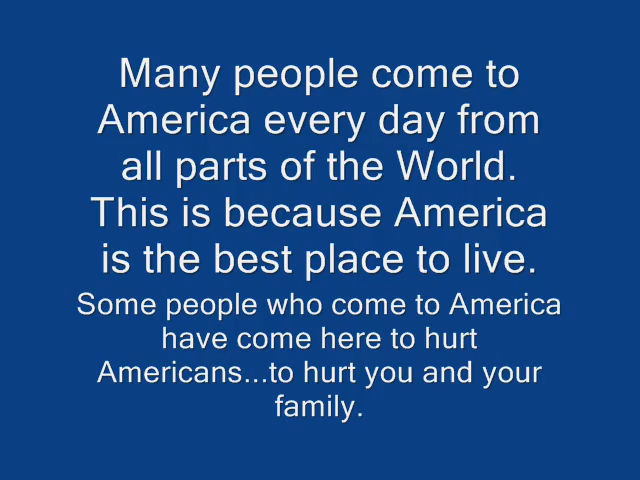 Many people come to
America every day from
all parts of the World.
This is because America
is the best place to live.
Some people who come to America
have come here to hurt
Americans...to hurt you and your
family.